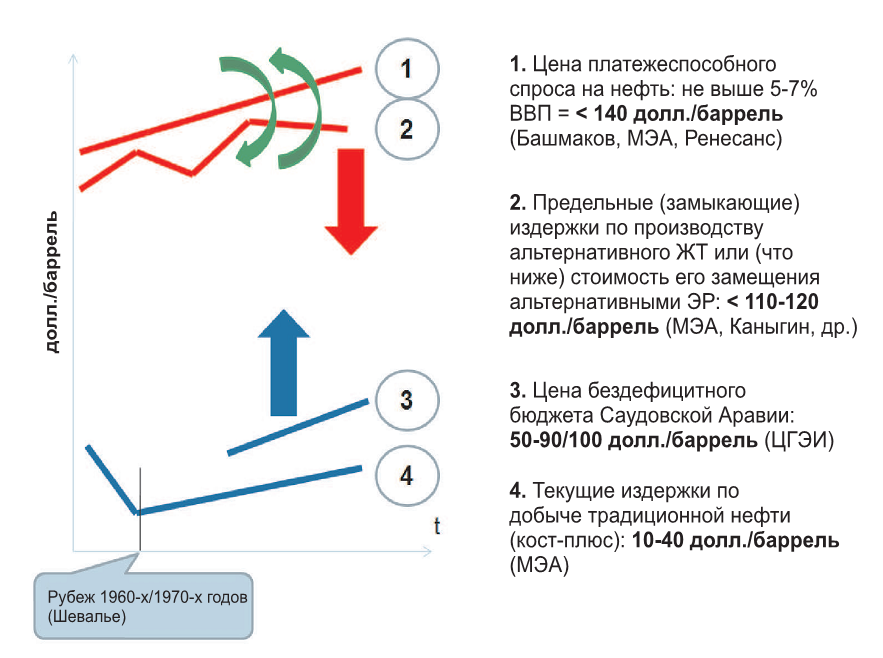 1
2
3
4
долл./баррель
t
Рубеж 1960-х/1970-х годов
(Шевалье)
1. Цена платежеспособного
спроса на нефть: не выше 5-7%
ВВП = < 140 долл./баррель
(Башмаков, МЭА, Ренесанс)
2. Предельные (замыкающие)
издержки по производству
альтернативного ЖТ или (что
ниже) стоимость его замещения
альтернативными ЭР: < 110-120
долл./баррель (МЭА, Каныгин, др.)
3. Цена бездефицитного
бюджета Саудовской Аравии:
50-90/100 долл./баррель (ЦГЭИ)
4. Текущие издержки по
добыче традиционной нефти
(кост-плюс): 10-40 долл./баррель
(МЭА)